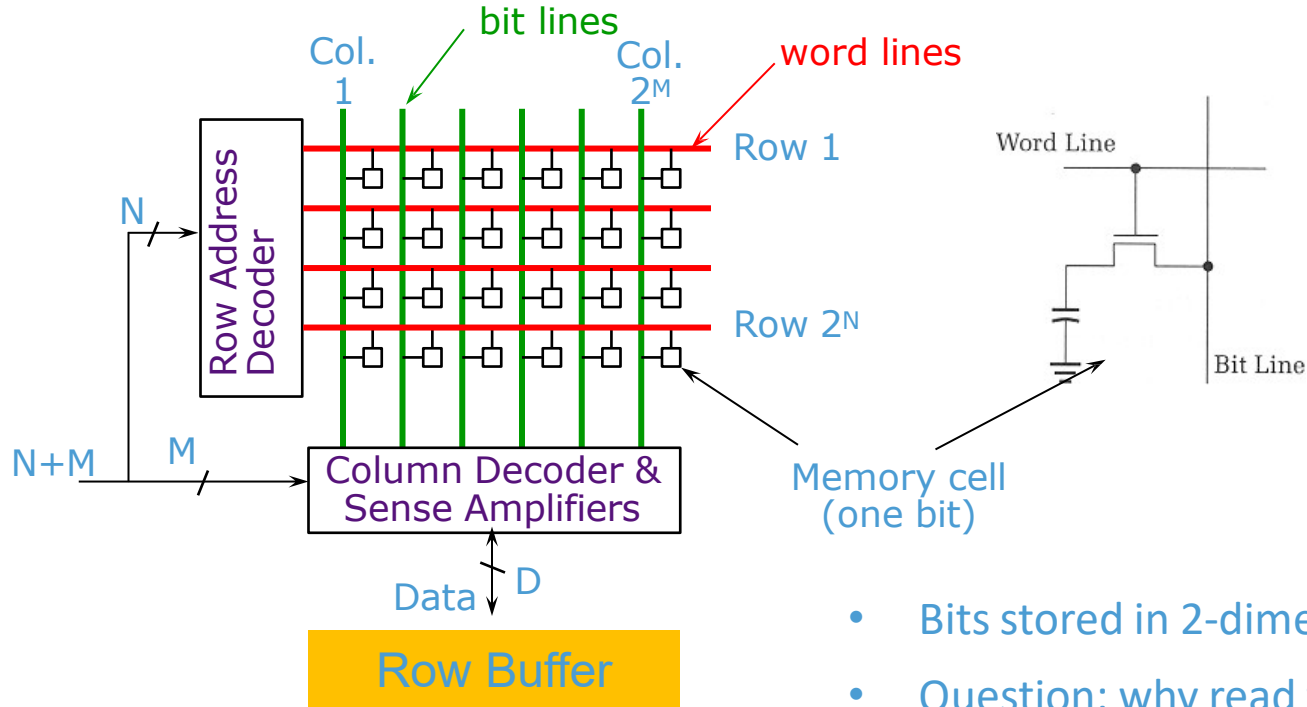 bit lines
Col.
1
Col.
2ᴹ
word lines
Row Address
Decoder
Row 1
Word Line
N
Row 2ᴺ
Bit Line
N+M
M
Column Decoder &
Sense Amplifiers
Memory cell
(one bit)
Data
D
Row Buffer
• Bits stored in 2-dime
• Question: why read